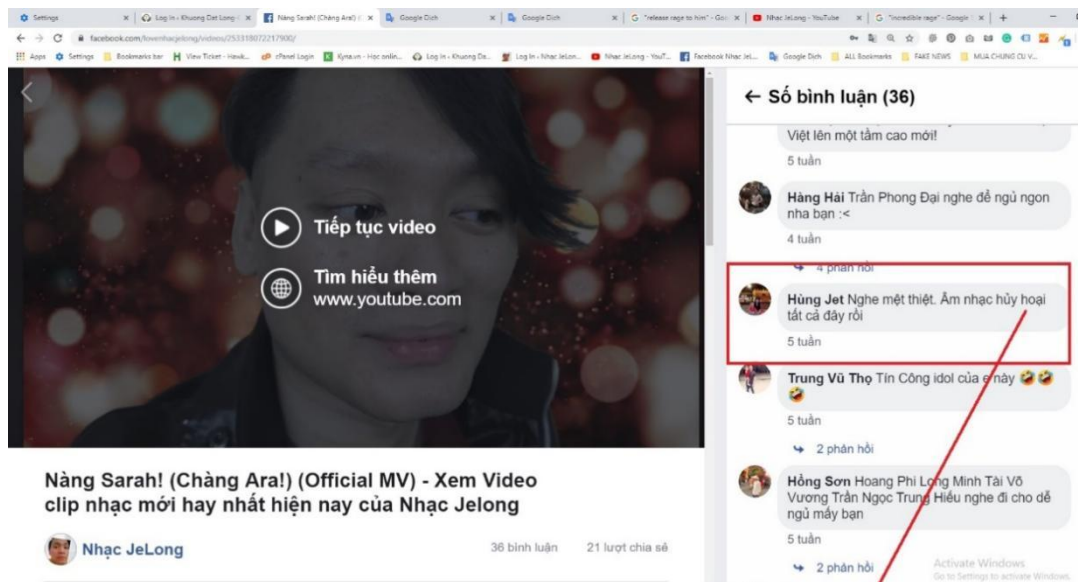 Settings
Log In ‹ Khuong Dat Long
Nàng Sarah! (Chàng Ara!) (
Google Dich
Google Dich
"release rage to him" - Goo
Nhac JeLong - YouTube
"incredible rage" - Google
facebook.com/lovenhacjelong/videos/253318072217900/
Apps Settings Bookmarks bar View Ticket - Hawk... cPanel Login Kyna.vn - Học onlin... Log In ‹ Khuong Da... Log In ‹ Nhac JeLon... Nhac JeLong - YouT... Facebook Nhac JeL... Google Dich ALL Bookmarks FAKE NEWS MUA CHUNG CU V...
Tiếp tục video
Tìm hiểu thêm
www.youtube.com
Nàng Sarah! (Chàng Ara!) (Official MV) - Xem Video
clip nhạc mới hay nhất hiện nay của Nhạc Jelong
Nhạc JeLong
36 bình luận 21 lượt chia sẻ
← Số bình luận (36)
Việt lên một tầm cao mới!
5 tuần
Hàng Hải Trần Phong Đại nghe để ngủ ngon
nha bạn :<
4 tuần
4 phản hồi
Hùng Jet Nghe mệt thiệt. Âm nhạc hủy hoại
tất cả đây rồi
5 tuần
Trung Vũ Thọ Tín Công idol của e này 🤣🤣
🤣
5 tuần
2 phản hồi
Hồng Sơn Hoang Phi Long Minh Tài Võ
Vương Trần Ngọc Trung Hiếu nghe đi cho dễ
ngủ mấy bạn
5 tuần
2 phản hồi
Activate Windows
Go to Settings to activate Windows.